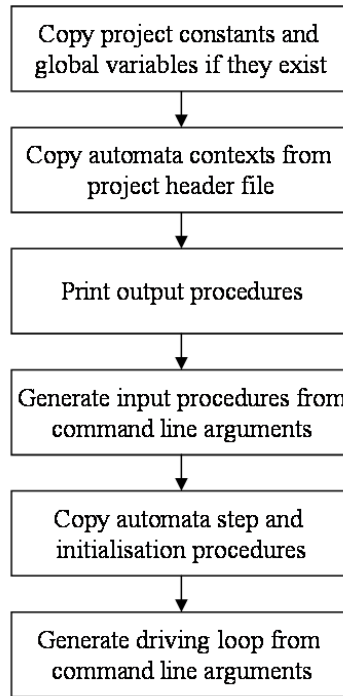 Copy project constants and
global variables if they exist
Copy automata contexts from
project header file
Print output procedures
Generate input procedures from
command line arguments
Copy automata step and
initialisation procedures
Generate driving loop from
command line arguments